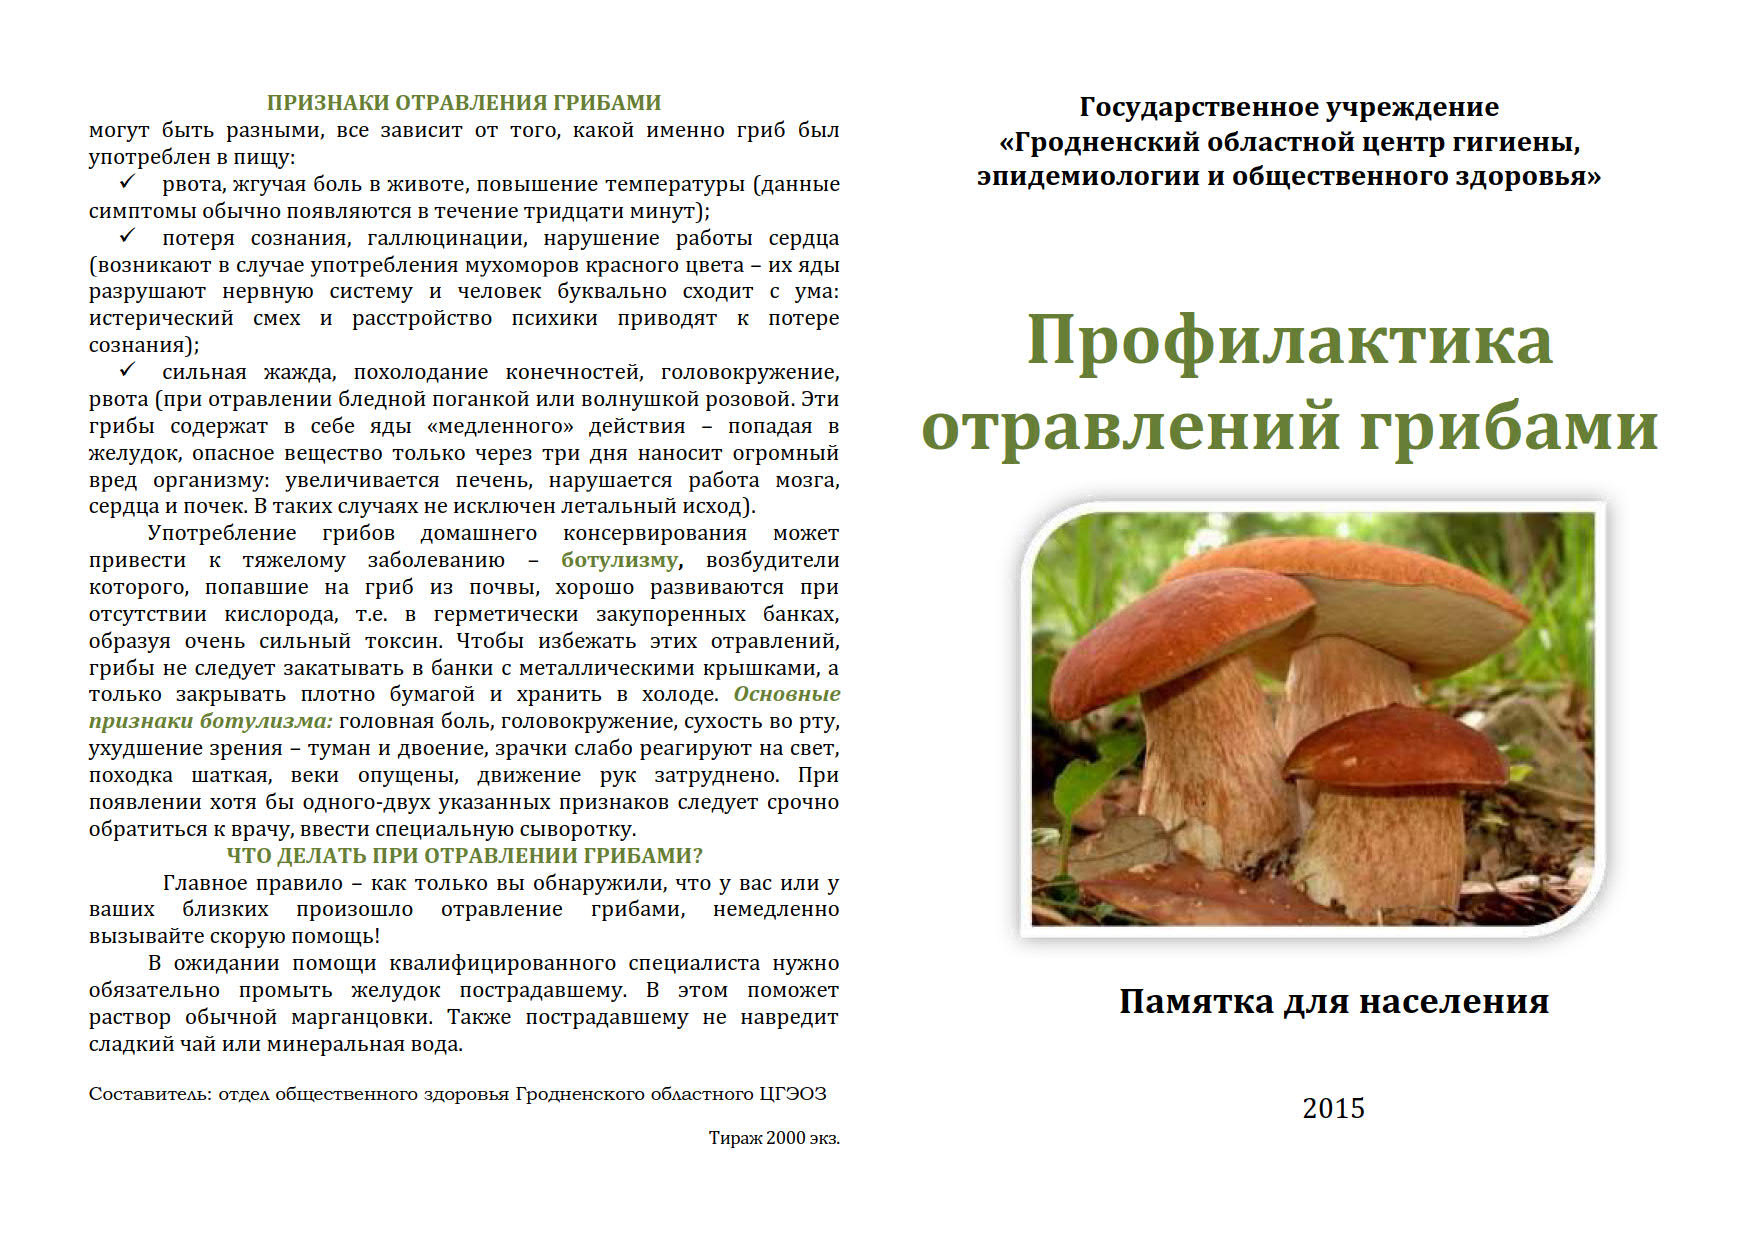 ПРИЗНАКИ ОТРАВЛЕНИЯ ГРИБАМИ
могут быть разными, все зависит от того, какой именно гриб был
употреблен в пищу:
✓ рвота, жгучая боль в животе, повышение температуры (данные
симптомы обычно появляются в течение тридцати минут);
✓ потеря сознания, галлюцинации, нарушение работы сердца
(возникают в случае употребления мухоморов красного цвета – их яды
разрушают нервную систему и человек буквально сходит с ума:
истерический смех и расстройство психики приводят к потере
сознания);
✓ сильная жажда, похолодание конечностей, головокружение,
рвота (при отравлении бледной поганкой или волнушкой розовой. Эти
грибы содержат в себе яды «медленного» действия – попадая в
желудок, опасное вещество только через три дня наносит огромный
вред организму: увеличивается печень, нарушается работа мозга,
сердца и почек. В таких случаях не исключен летальный исход).
Употребление грибов домашнего консервирования может
привести к тяжелому заболеванию – ботулизму, возбудители
которого, попавшие на гриб из почвы, хорошо развиваются при
отсутствии кислорода, т.е. в герметически закупоренных банках,
образуя очень сильный токсин. Чтобы избежать этих отравлений,
грибы не следует закатывать в банки с металлическими крышками, а
только закрывать плотно бумагой и хранить в холоде. Основные
признаки ботулизма: головная боль, головокружение, сухость во рту,
ухудшение зрения – туман и двоение, зрачки слабо реагируют на свет,
походка шаткая, веки опущены, движение рук затруднено. При
появлении хотя бы одного-двух указанных признаков следует срочно
обратиться к врачу, ввести специальную сыворотку.
ЧТО ДЕЛАТЬ ПРИ ОТРАВЛЕНИИ ГРИБАМИ?
Главное правило – как только вы обнаружили, что у вас или у
ваших близких произошло отравление грибами, немедленно
вызывайте скорую помощь!
В ожидании помощи квалифицированного специалиста нужно
обязательно промыть желудок пострадавшему. В этом поможет
раствор обычной марганцовки. Также пострадавшему не навредит
сладкий чай или минеральная вода.
Составитель: отдел общественного здоровья Гродненского областного ЦГЭОЗ
Тираж 2000 экз.
Государственное учреждение
«Гродненский областной центр гигиены,
эпидемиологии и общественного здоровья»
Профилактика
отравлений грибами
Памятка для населения
2015